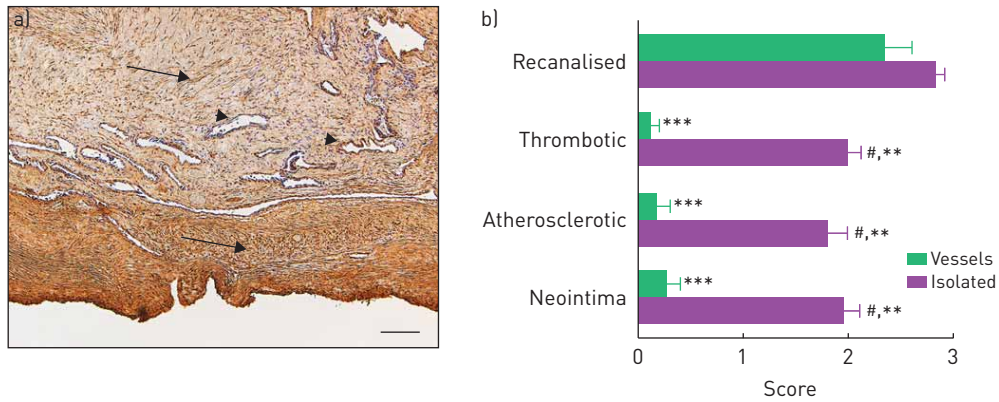 a)
b)
Recanalised
Thrombotic
***
#,**
Atherosclerotic
***
#,**
Neointima
***
#,**
Vessels
Isolated
0 1 2 3
Score